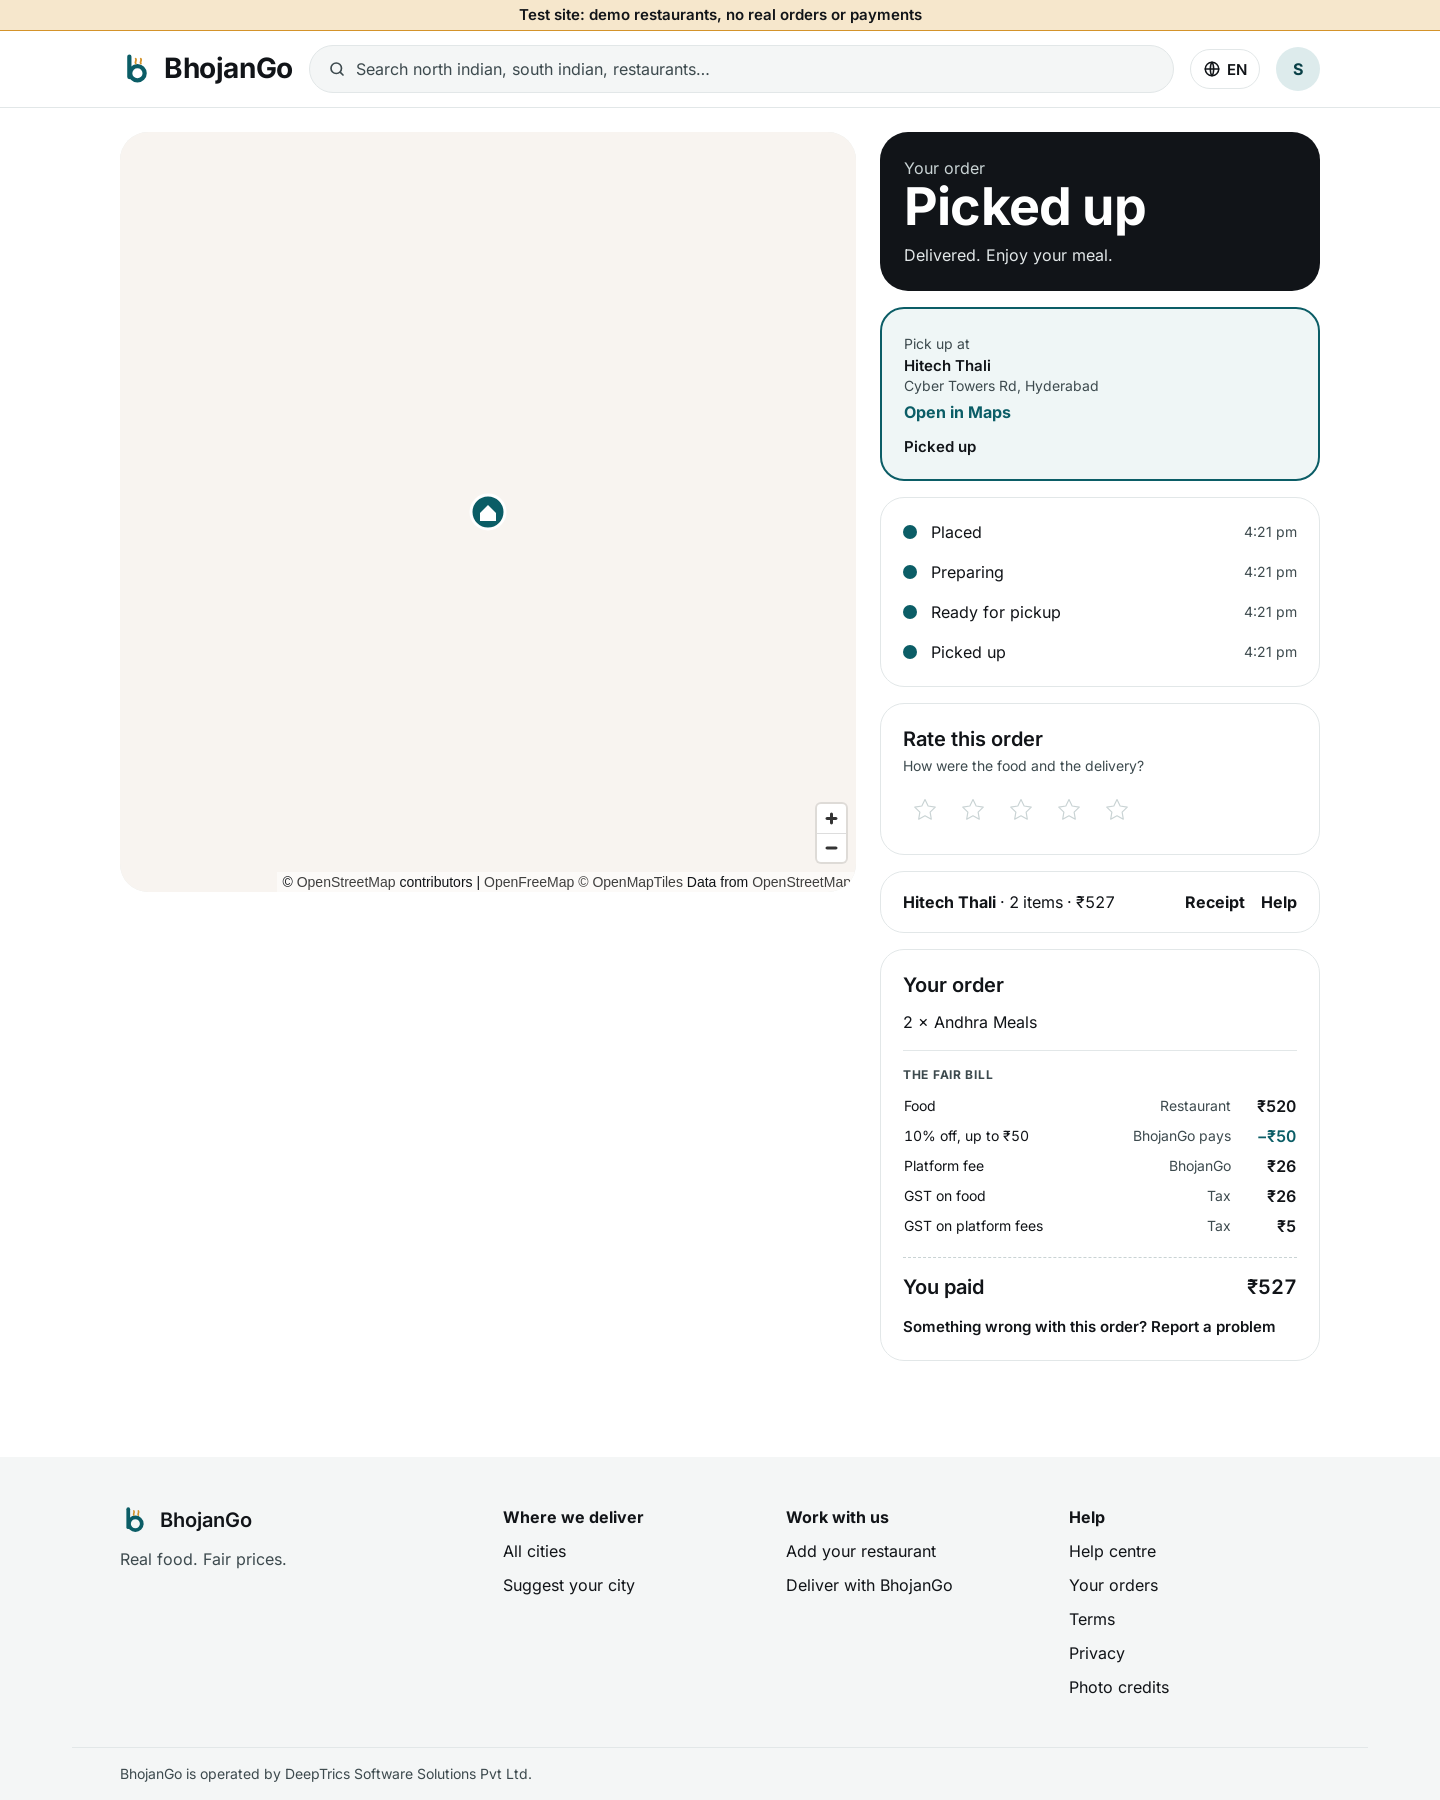 Test site: demo restaurants, no real orders or payments
BhojanGo
Search north indian, south indian, restaurants...
EN
S
Your order
Picked up
Delivered. Enjoy your meal.
Pick up at
Hitech Thali
Cyber Towers Rd, Hyderabad
Open in Maps
Picked up
Placed 4:21 pm
Preparing 4:21 pm
Ready for pickup 4:21 pm
Picked up 4:21 pm
Rate this order
How were the food and the delivery?
© OpenStreetMap contributors | OpenFreeMap © OpenMapTiles Data from OpenStreetMap
Hitech Thali · 2 items · ₹527 Receipt Help
Your order
2 × Andhra Meals
THE FAIR BILL
Food Restaurant ₹520
10% off, up to ₹50 BhojanGo pays −₹50
Platform fee BhojanGo ₹26
GST on food Tax ₹26
GST on platform fees Tax ₹5
You paid ₹527
Something wrong with this order? Report a problem
BhojanGo
Real food. Fair prices.
Where we deliver
All cities
Suggest your city
Work with us
Add your restaurant
Deliver with BhojanGo
Help
Help centre
Your orders
Terms
Privacy
Photo credits
BhojanGo is operated by DeepTrics Software Solutions Pvt Ltd.